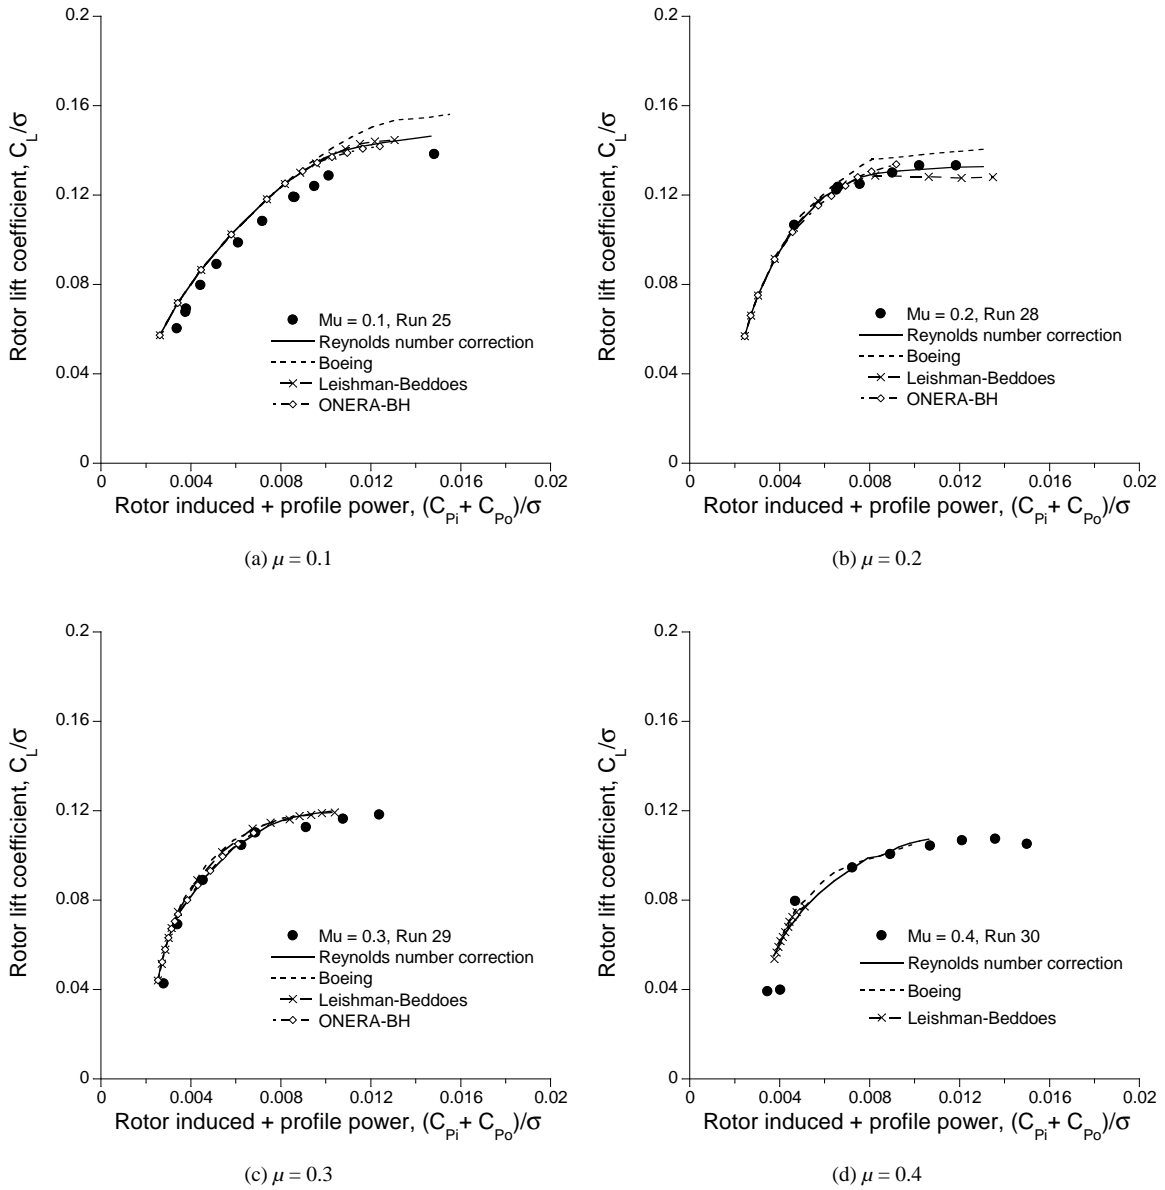 0.2
0.16
0.12
0.08
0.04
0
Rotor lift coefficient, C_L/σ
Mu = 0.1, Run 25
Reynolds number correction
Boeing
Leishman-Beddoes
ONERA-BH
0 0.004 0.008 0.012 0.016 0.02
Rotor induced + profile power, (C_Pi + C_Po)/σ
(a) μ = 0.1
0.2
0.16
0.12
0.08
0.04
0
Rotor lift coefficient, C_L/σ
Mu = 0.2, Run 28
Reynolds number correction
Boeing
Leishman-Beddoes
ONERA-BH
0 0.004 0.008 0.012 0.016 0.02
Rotor induced + profile power, (C_Pi + C_Po)/σ
(b) μ = 0.2
0.2
0.16
0.12
0.08
0.04
0
Rotor lift coefficient, C_L/σ
Mu = 0.3, Run 29
Reynolds number correction
Boeing
Leishman-Beddoes
ONERA-BH
0 0.004 0.008 0.012 0.016 0.02
Rotor induced + profile power, (C_Pi + C_Po)/σ
(c) μ = 0.3
0.2
0.16
0.12
0.08
0.04
0
Rotor lift coefficient, C_L/σ
Mu = 0.4, Run 30
Reynolds number correction
Boeing
Leishman-Beddoes
0 0.004 0.008 0.012 0.016 0.02
Rotor induced + profile power, (C_Pi + C_Po)/σ
(d) μ = 0.4